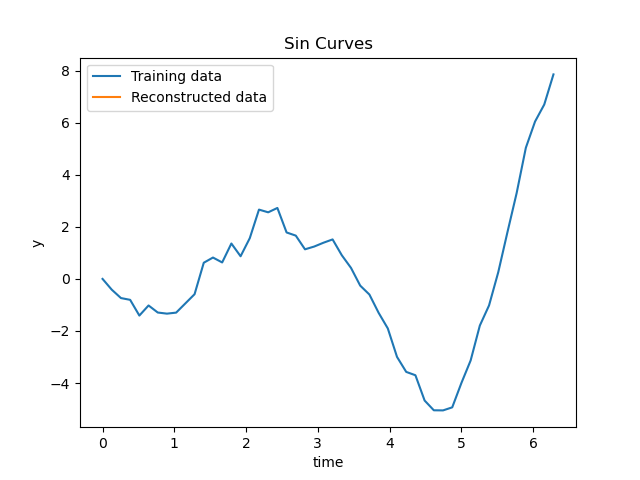 Sin Curves
Training data
Reconstructed data
8
6
4
2
0
−2
−4
y
0 1 2 3 4 5 6
time